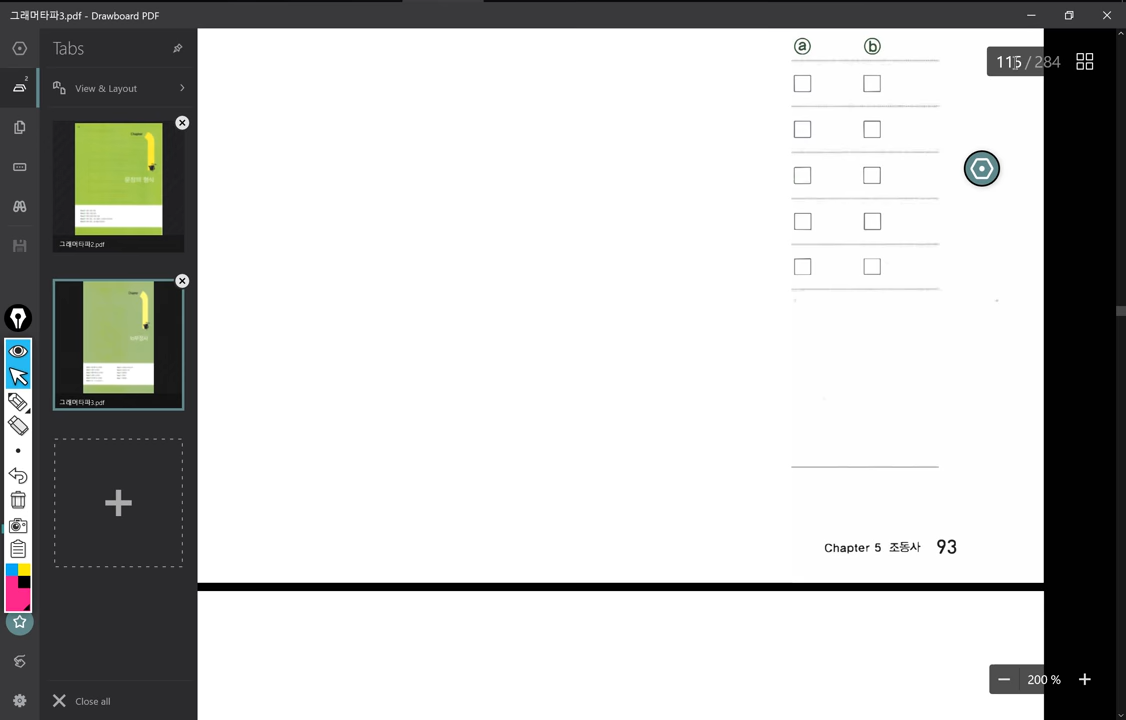 그래머타파3.pdf - Drawboard PDF
Tabs
2
View & Layout
그래머타파2.pdf
그래머타파3.pdf
Close all
ⓐ ⓑ
115 / 284
Chapter 5 조동사 93
200 %